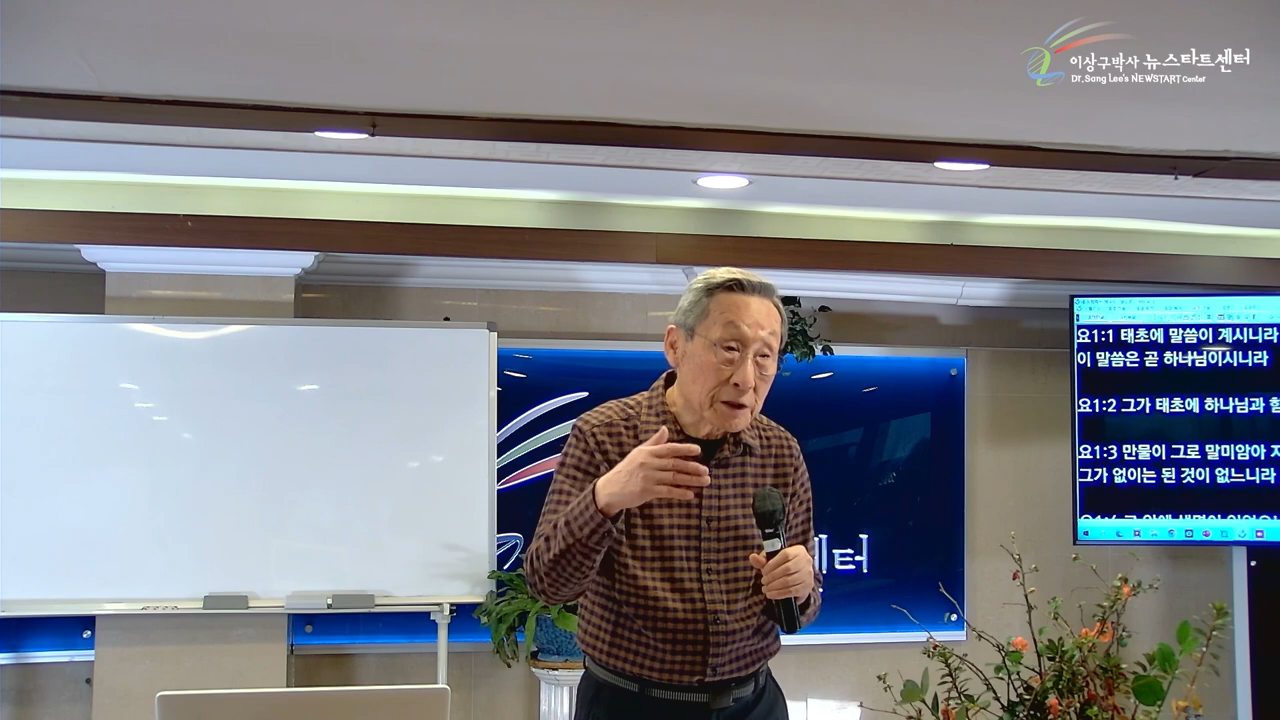 이상구박사 뉴스타트센터
Dr. Sang Lee's NEWSTART Center
요1:1 태초에 말씀이 계시니라
이 말씀은 곧 하나님이시니라
요1:2 그가 태초에 하나님과
요1:3 만물이 그로 말미암아
그가 없이는 된 것이 없느니라
센터